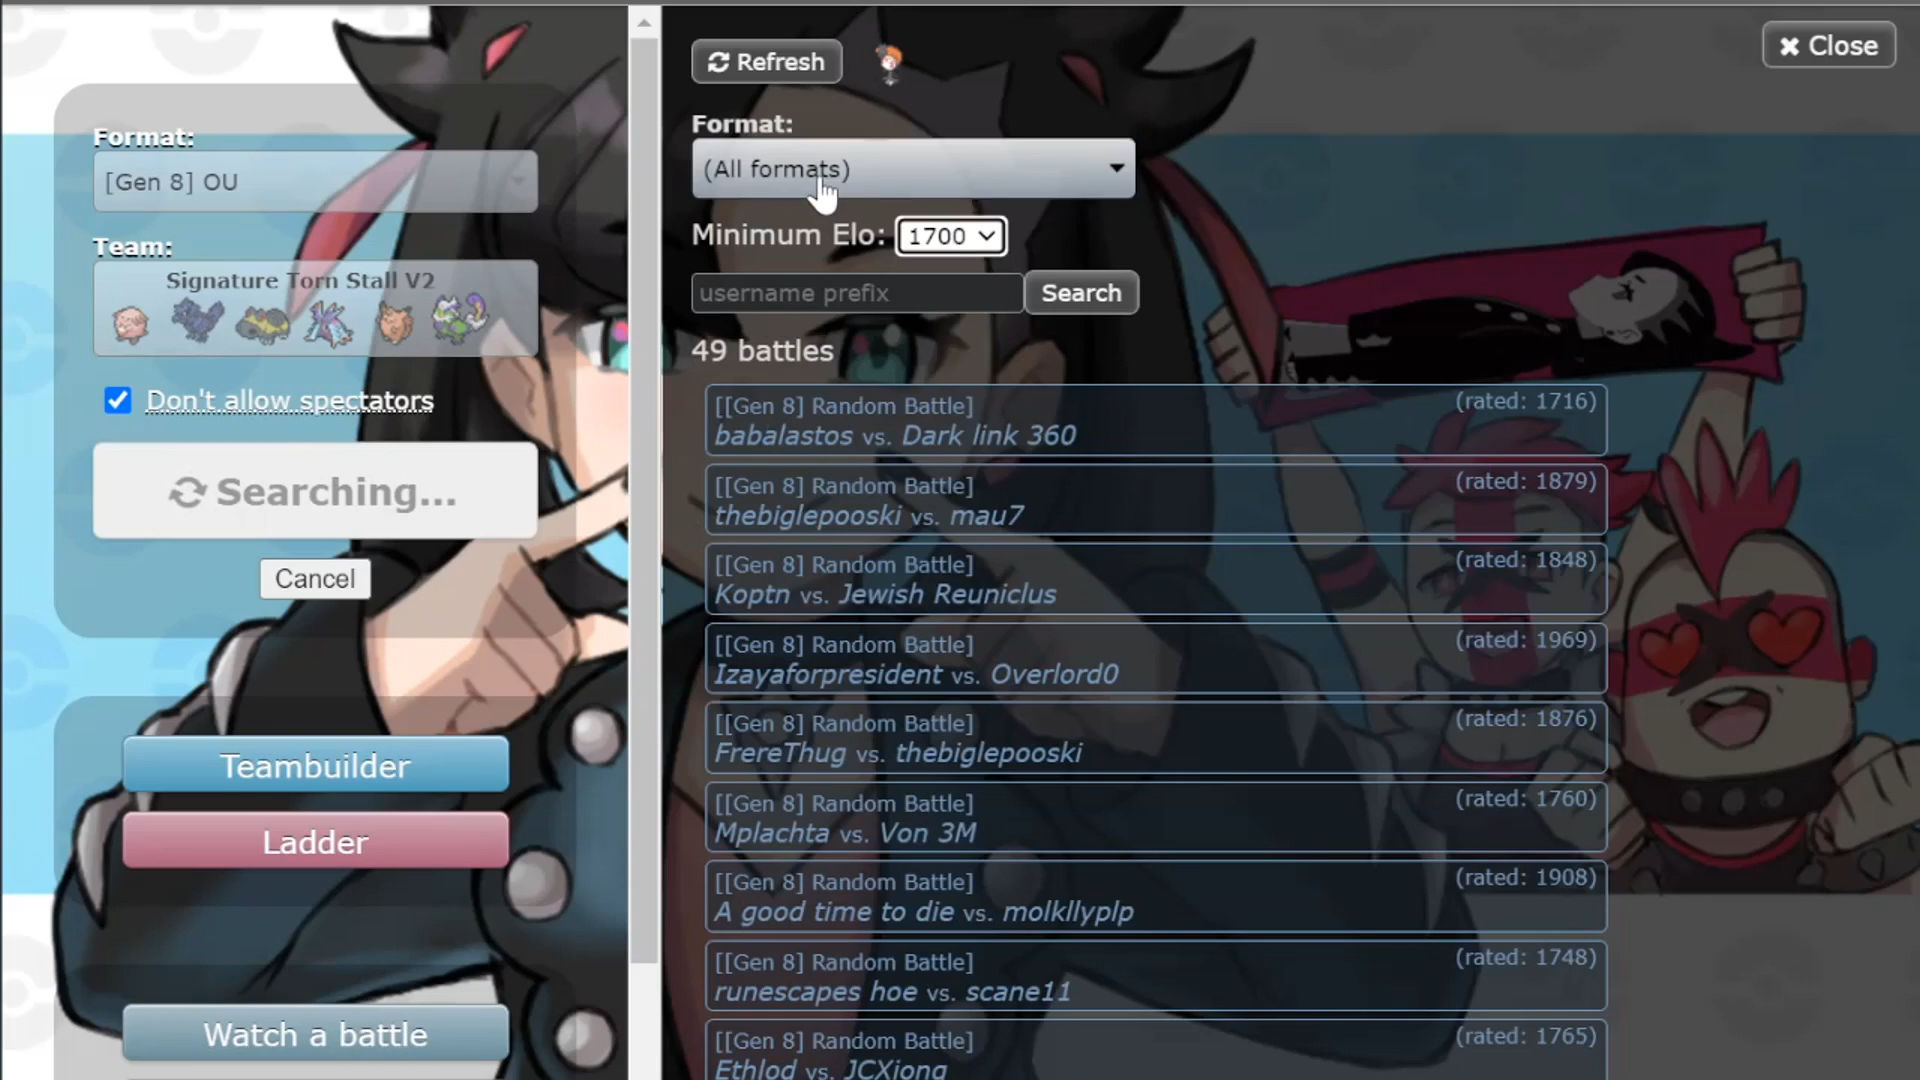 Format:
[Gen 8] OU
Team:
Signature Torn Stall V2
Don't allow spectators
Searching...
Cancel
Teambuilder
Ladder
Watch a battle
Refresh
Close
Format:
(All formats)
Minimum Elo: 1700
username prefix
Search
49 battles
[[Gen 8] Random Battle] (rated: 1716)
babalastos vs. Dark link 360
[[Gen 8] Random Battle] (rated: 1879)
thebiglepooski vs. mau7
[[Gen 8] Random Battle] (rated: 1848)
Koptn vs. Jewish Reuniclus
[[Gen 8] Random Battle] (rated: 1969)
Izayaforpresident vs. Overlord0
[[Gen 8] Random Battle] (rated: 1876)
FrereThug vs. thebiglepooski
[[Gen 8] Random Battle] (rated: 1760)
Mplachta vs. Von 3M
[[Gen 8] Random Battle] (rated: 1908)
A good time to die vs. molkllyplp
[[Gen 8] Random Battle] (rated: 1748)
runescapes hoe vs. scane11
[[Gen 8] Random Battle] (rated: 1765)
Ethlod vs. JCXiong